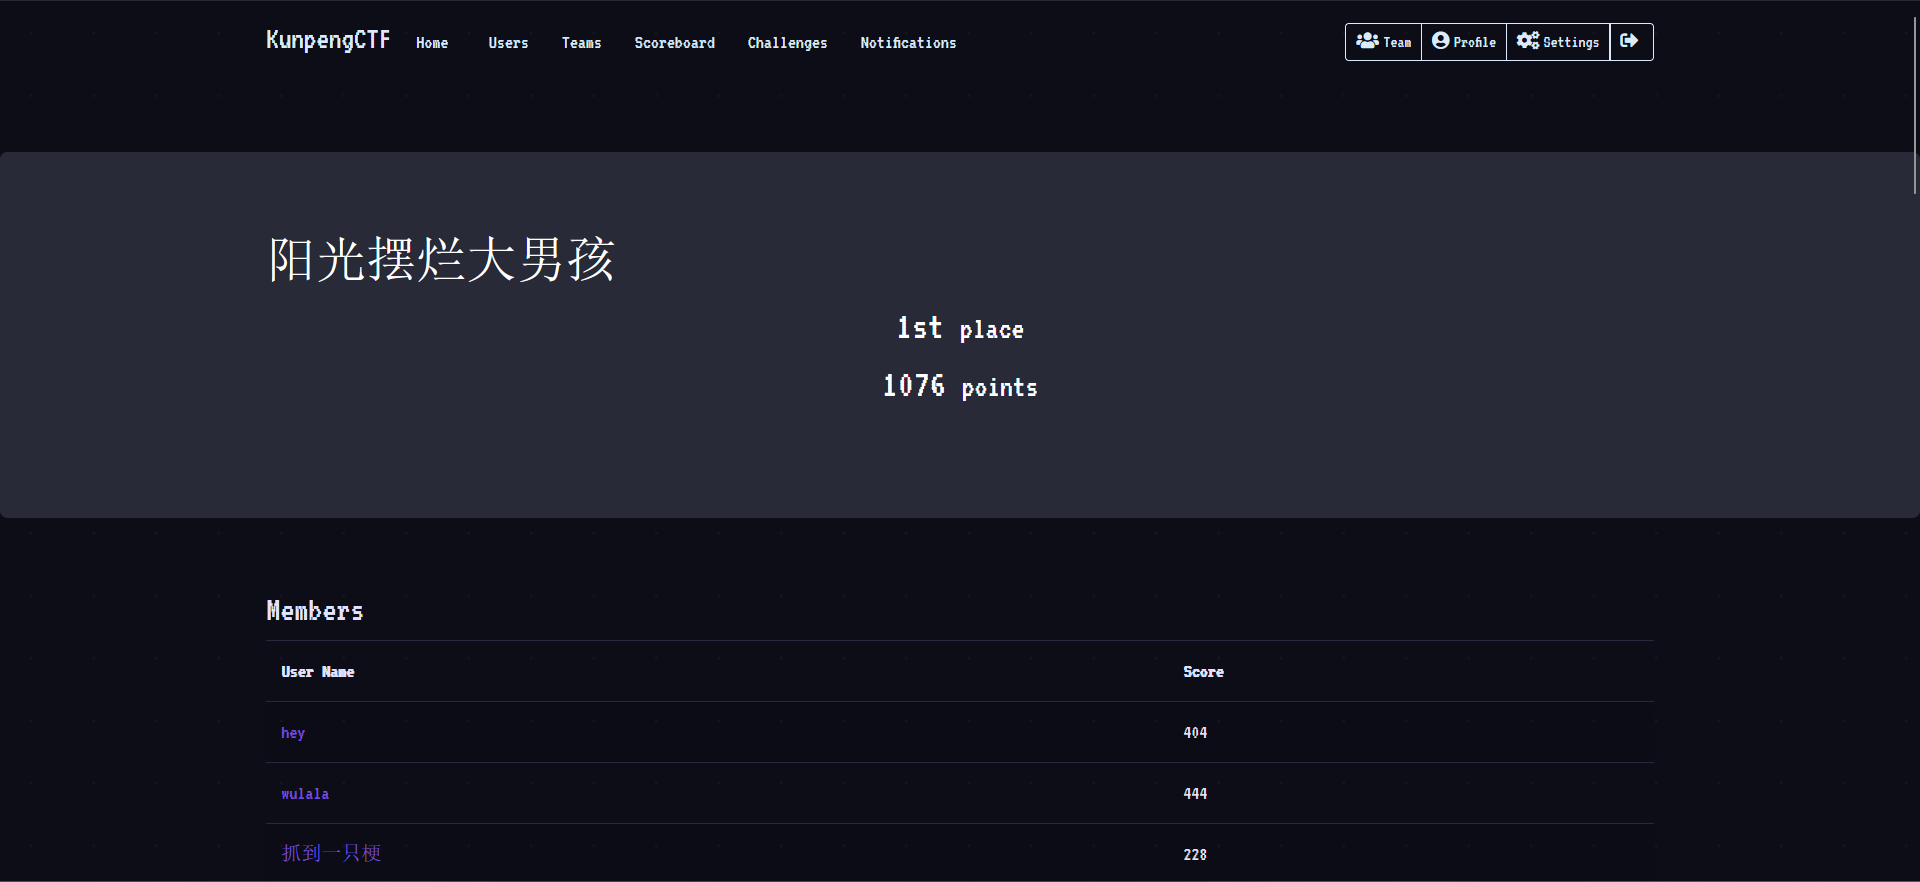 KunpengCTF Home Users Teams Scoreboard Challenges Notifications Team Profile Settings
阳光摆烂大男孩
1st place
1076 points
Members
User Name Score
hey 404
wulala 444
抓到一只梗 228